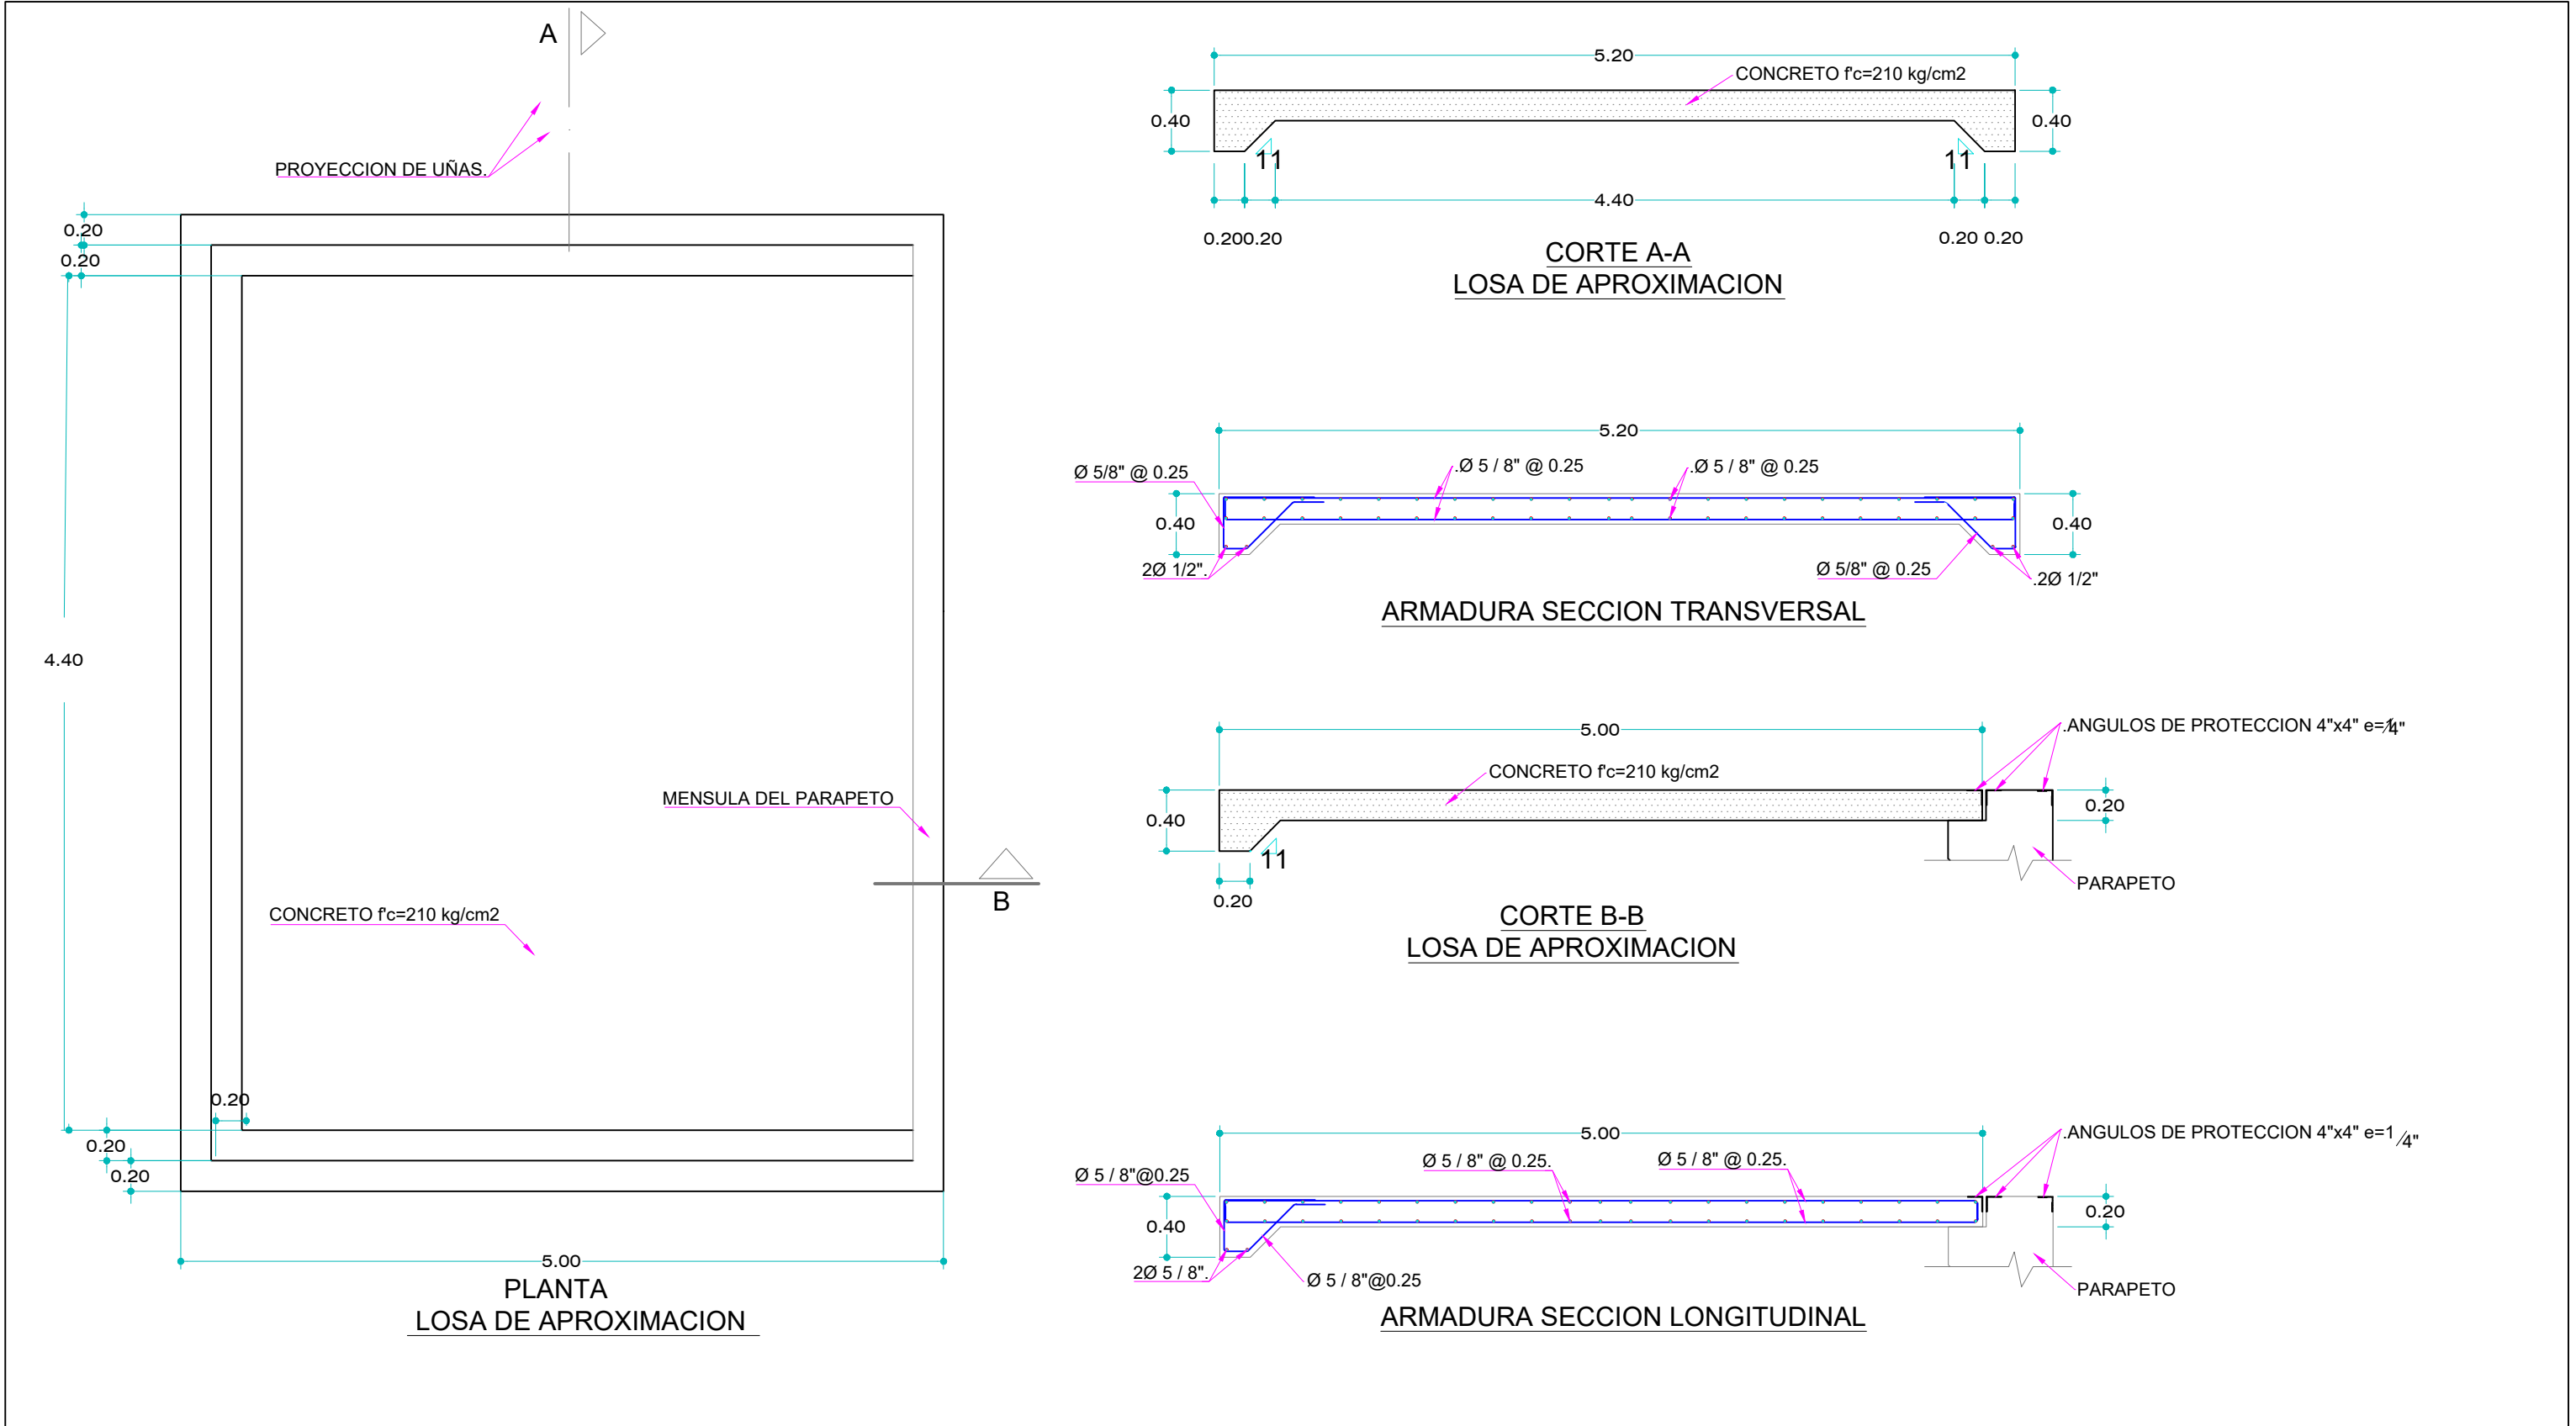 A
PROYECCION DE UÑAS.
0.20
0.20
4.40
MENSULA DEL PARAPETO
B
CONCRETO f'c=210 kg/cm2
0.20
0.20
0.20
5.00
PLANTA
LOSA DE APROXIMACION
5.20
CONCRETO f'c=210 kg/cm2
0.40
0.40
11
11
4.40
0.200.20
0.20 0.20
CORTE A-A
LOSA DE APROXIMACION
5.20
Ø 5/8" @ 0.25
.Ø 5 / 8" @ 0.25
.Ø 5 / 8" @ 0.25
0.40
0.40
2Ø 1/2".
Ø 5/8" @ 0.25
.2Ø 1/2"
ARMADURA SECCION TRANSVERSAL
5.00
.ANGULOS DE PROTECCION 4"x4" e=1/4"
CONCRETO f'c=210 kg/cm2
0.40
0.20
11
0.20
PARAPETO
CORTE B-B
LOSA DE APROXIMACION
5.00
.ANGULOS DE PROTECCION 4"x4" e=1/4"
Ø 5 / 8"@0.25
Ø 5 / 8" @ 0.25.
Ø 5 / 8" @ 0.25.
0.40
0.20
2Ø 5 / 8".
Ø 5 / 8"@0.25
PARAPETO
ARMADURA SECCION LONGITUDINAL